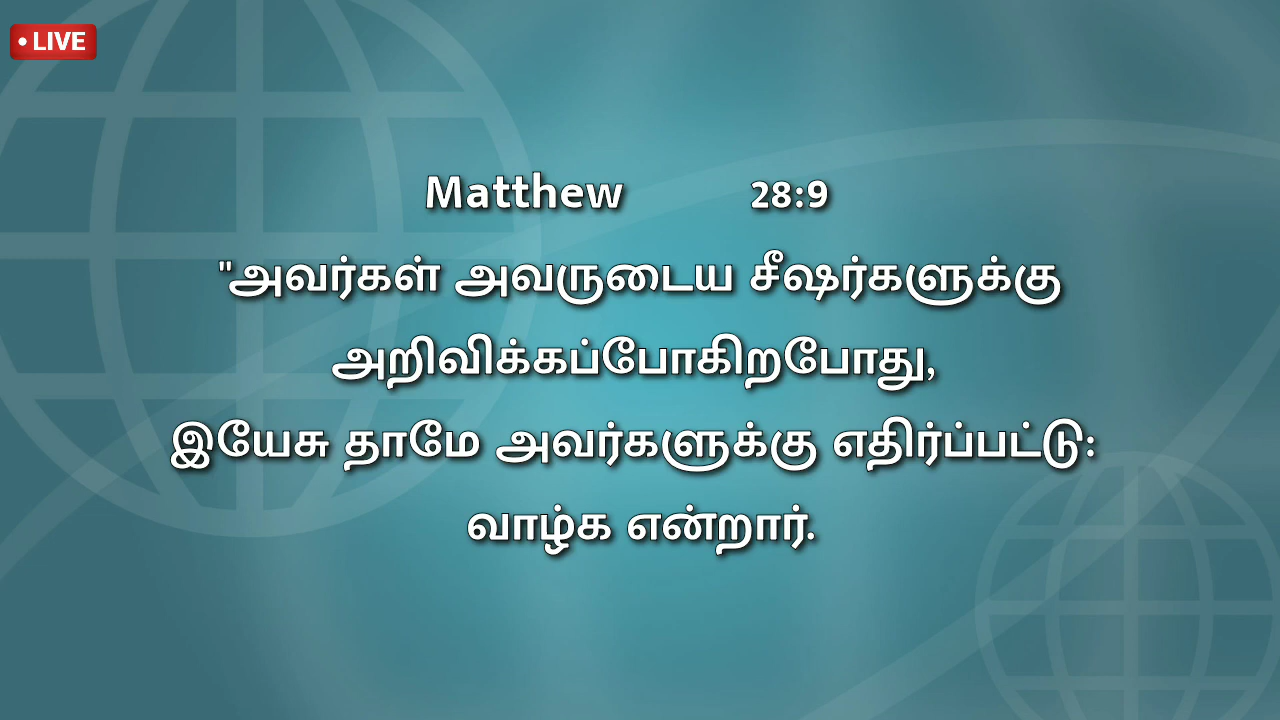 • LIVE
Matthew 28:9
"அவர்கள் அவருடைய சீஷர்களுக்கு
அறிவிக்கப்போகிறபோது,
இயேசு தாமே அவர்களுக்கு எதிர்ப்பட்டு:
வாழ்க என்றார்.